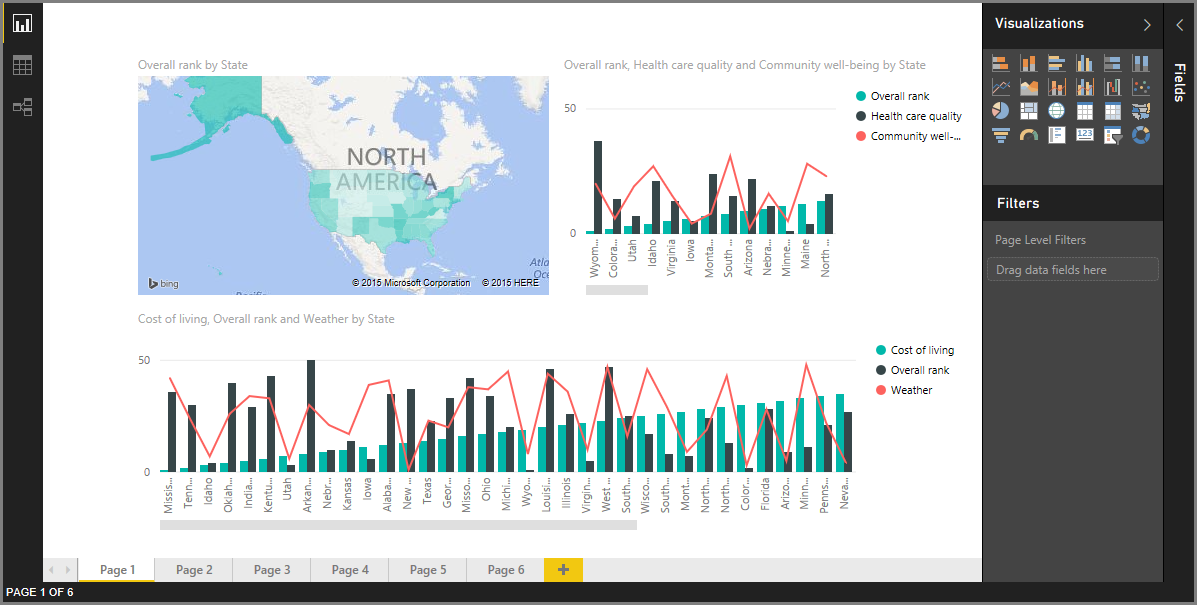 Visualizations
Fields
Overall rank by State
NORTH
AMERICA
bing
© 2015 Microsoft Corporation © 2015 HERE
Overall rank, Health care quality and Community well-being by State
Overall rank
Health care quality
Community well-...
50
0
Wyom... Colora... Utah Idaho Virginia Iowa Monta... South ... Arizona Nebra... Minne... Maine North ...
123
Filters
Page Level Filters
Drag data fields here
Cost of living, Overall rank and Weather by State
Cost of living
Overall rank
Weather
50
0
Missis... Tenn... Idaho Oklah... India... Kentu... Utah Arkan... Nebr... Kansas Iowa Alaba... New ... Texas Geor... Misso... Ohio Michi... Wyo... Louisi... Illinois Virgin... West ... South... Wisco... South... Mont... North... North... Color... Florida Arizo... Minn... Penns... Neva...
Page 1 Page 2 Page 3 Page 4 Page 5 Page 6
PAGE 1 OF 6